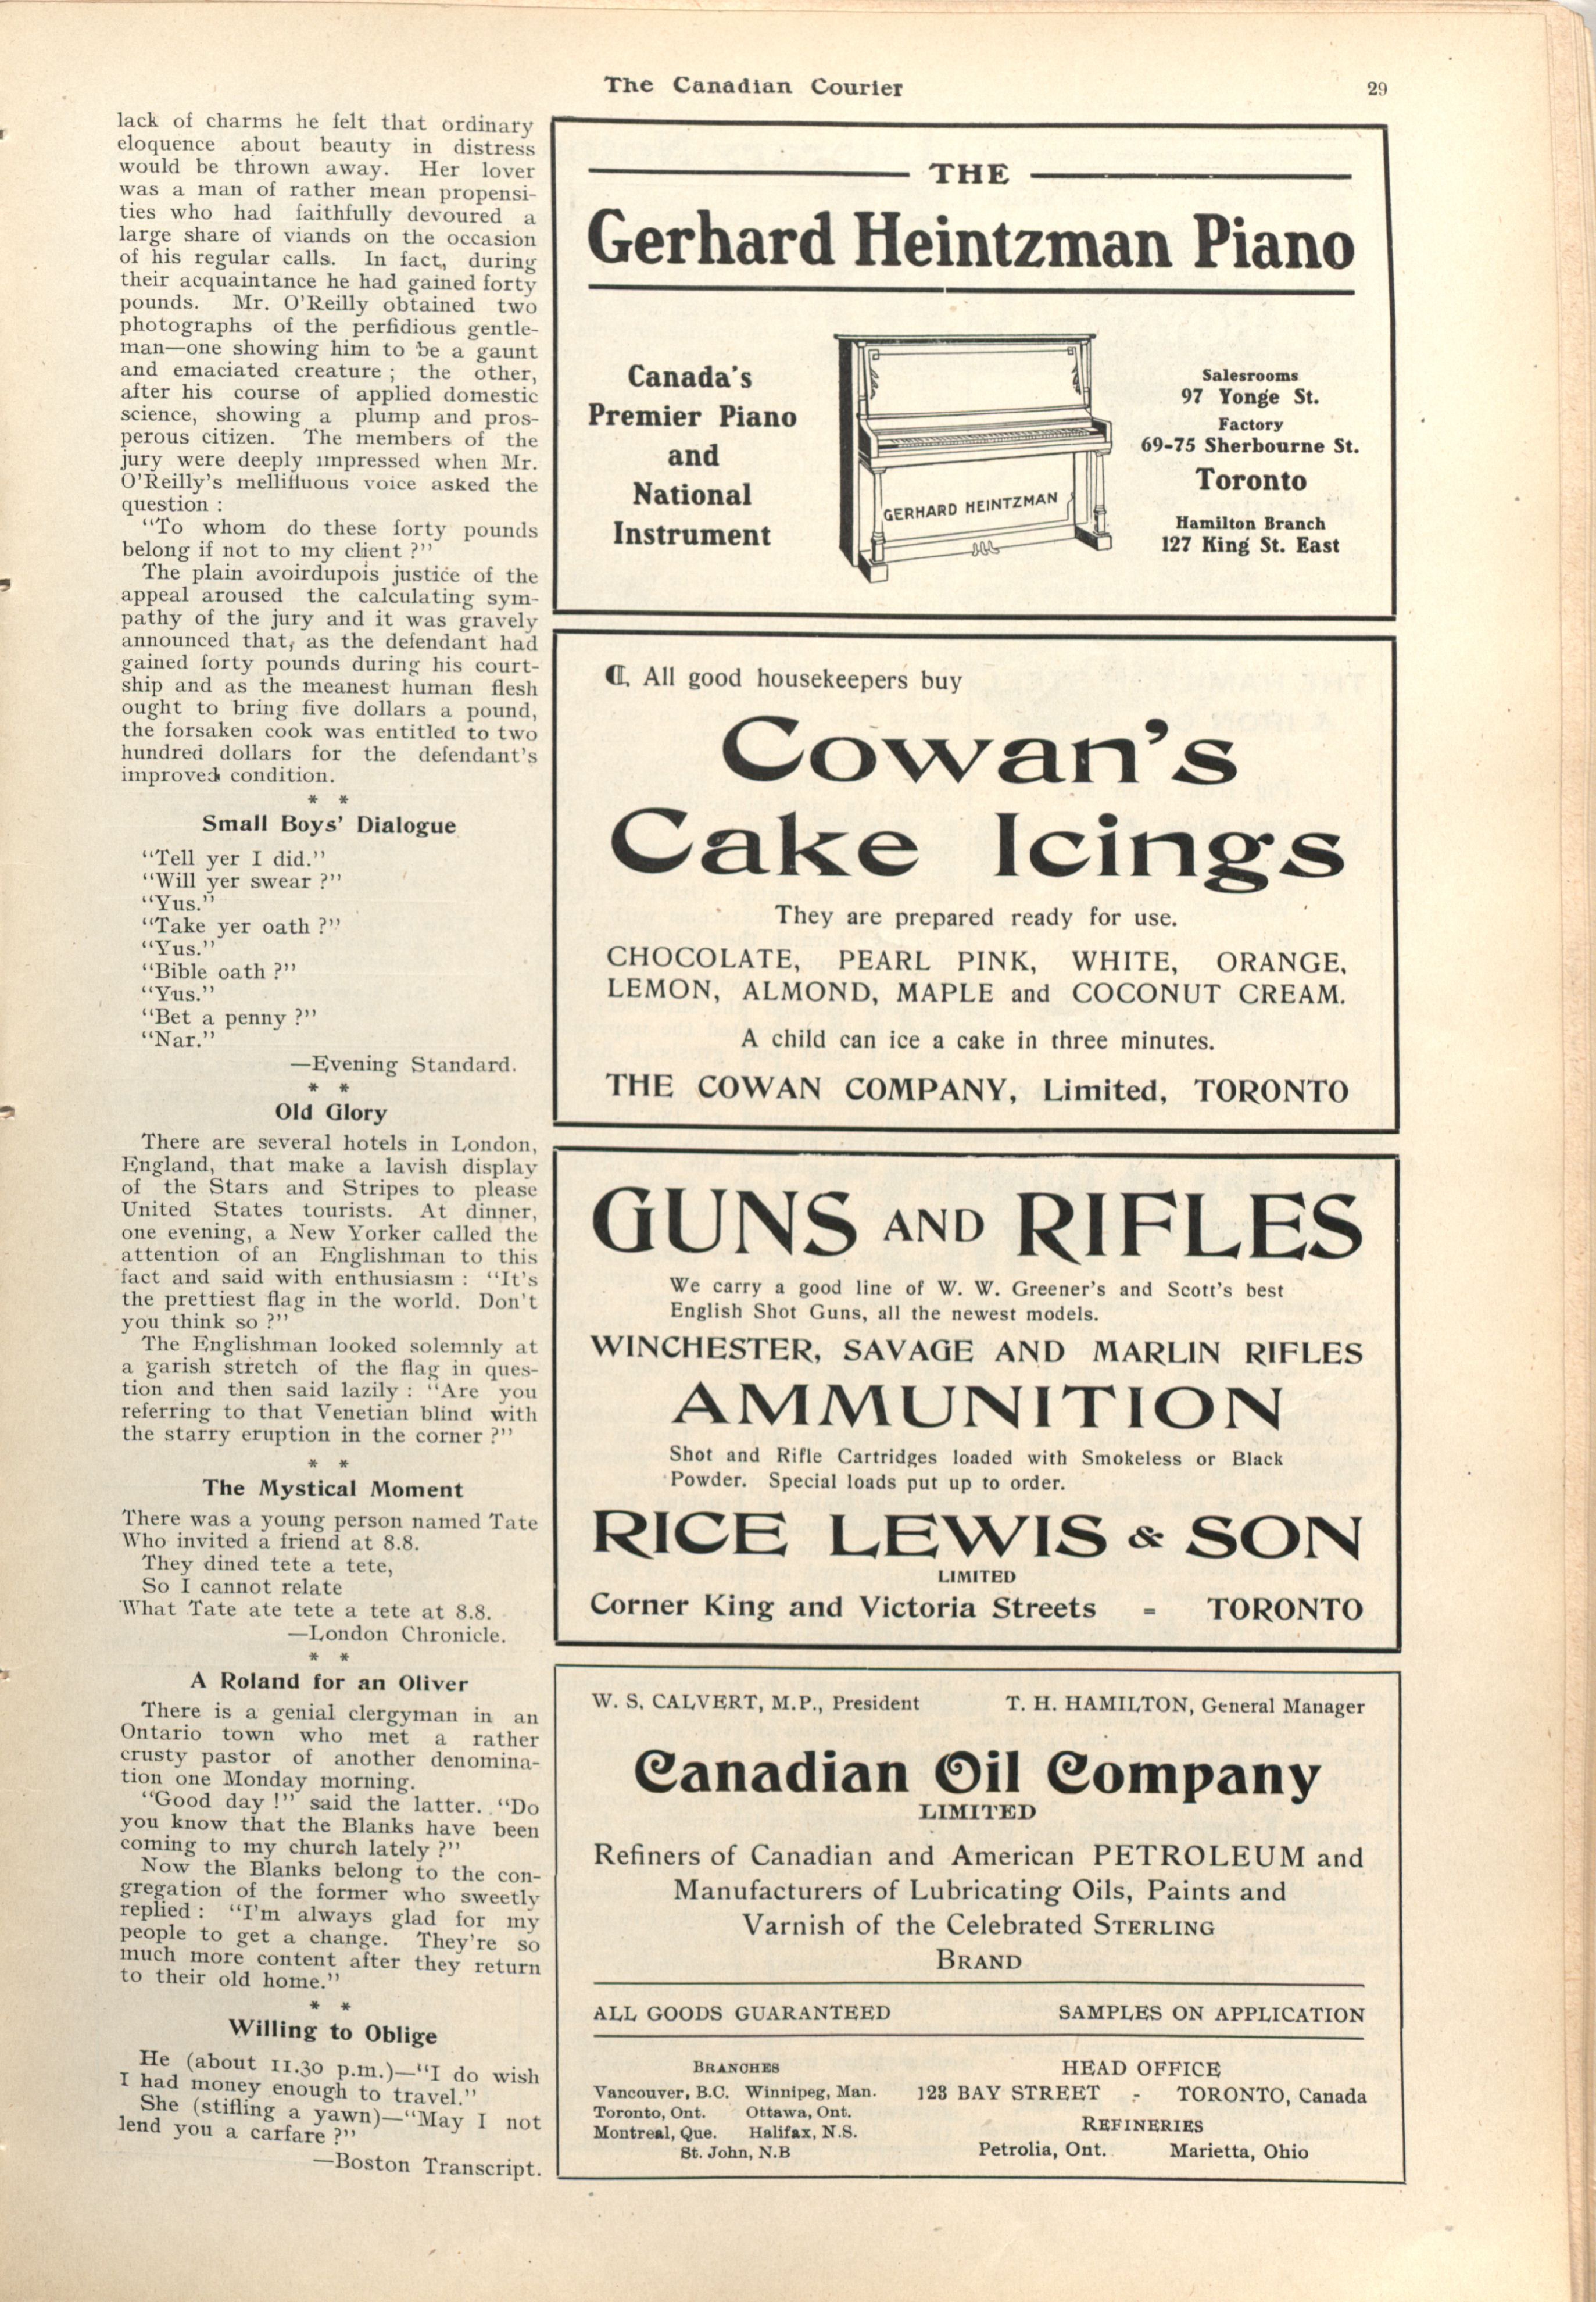 The Canadian Courier
29
lack of charms he felt that ordinary
eloquence about beauty in distress
would be thrown away. Her lover
was a man of rather mean propensi-
ties who had faithfully devoured a
large share of viands on the occasion
of his regular calls. In fact, during
their acquaintance he had gained forty
pounds. Mr. O'Reilly obtained two
photographs of the perfidious gentle-
man—one showing him to be a gaunt
and emaciated creature ; the other,
after his course of applied domestic
science, showing a plump and pros-
perous citizen. The members of the
jury were deeply impressed when Mr.
O'Reilly's mellifluous voice asked the
question :
"To whom do these forty pounds
belong if not to my client ?"
The plain avoirdupois justice of the
appeal aroused the calculating sym-
pathy of the jury and it was gravely
announced that, as the defendant had
gained forty pounds during his court-
ship and as the meanest human flesh
ought to bring five dollars a pound,
the forsaken cook was entitled to two
hundred dollars for the defendant's
improved condition.
* *
Small Boys' Dialogue
"Tell yer I did."
"Will yer swear ?"
"Yus."
"Take yer oath ?"
"Yus."
"Bible oath ?"
"Yus."
"Bet a penny ?"
"Nar."
—Evening Standard.
* *
Old Glory
There are several hotels in London,
England, that make a lavish display
of the Stars and Stripes to please
United States tourists. At dinner,
one evening, a New Yorker called the
attention of an Englishman to this
fact and said with enthusiasm : "It's
the prettiest flag in the world. Don't
you think so ?"
The Englishman looked solemnly at
a garish stretch of the flag in ques-
tion and then said lazily : "Are you
referring to that Venetian blind with
the starry eruption in the corner ?"
* *
The Mystical Moment
There was a young person named Tate
Who invited a friend at 8.8.
They dined tete a tete,
So I cannot relate
What Tate ate tete a tete at 8.8.
—London Chronicle.
* *
A Roland for an Oliver
There is a genial clergyman in an
Ontario town who met a rather
crusty pastor of another denomina-
tion one Monday morning.
"Good day !" said the latter. "Do
you know that the Blanks have been
coming to my church lately ?"
Now the Blanks belong to the con-
gregation of the former who sweetly
replied : "I'm always glad for my
people to get a change. They're so
much more content after they return
to their old home."
* *
Willing to Oblige
He (about 11.30 p.m.)—"I do wish
I had money enough to travel."
She (stifling a yawn)—"May I not
lend you a carfare ?"
—Boston Transcript.
THE
Gerhard Heintzman Piano
Canada's
Premier Piano
and
National
Instrument
GERHARD HEINTZMAN
Salesrooms
97 Yonge St.
Factory
69-75 Sherbourne St.
Toronto
Hamilton Branch
127 King St. East
All good housekeepers buy
Cowan's
Cake Icings
They are prepared ready for use.
CHOCOLATE, PEARL PINK, WHITE, ORANGE,
LEMON, ALMOND, MAPLE and COCONUT CREAM.
A child can ice a cake in three minutes.
THE COWAN COMPANY, Limited, TORONTO
GUNS AND RIFLES
We carry a good line of W. W. Greener's and Scott's best
English Shot Guns, all the newest models.
WINCHESTER, SAVAGE AND MARLIN RIFLES
AMMUNITION
Shot and Rifle Cartridges loaded with Smokeless or Black
Powder. Special loads put up to order.
RICE LEWIS & SON
LIMITED
Corner King and Victoria Streets - TORONTO
W. S. CALVERT, M.P., President T. H. HAMILTON, General Manager
Canadian Oil Company
LIMITED
Refiners of Canadian and American PETROLEUM and
Manufacturers of Lubricating Oils, Paints and
Varnish of the Celebrated STERLING
BRAND
ALL GOODS GUARANTEED SAMPLES ON APPLICATION
BRANCHES
Vancouver, B.C. Winnipeg, Man.
Toronto, Ont. Ottawa, Ont.
Montreal, Que. Halifax, N.S.
St. John, N.B
HEAD OFFICE
123 BAY STREET - TORONTO, Canada
REFINERIES
Petrolia, Ont. Marietta, Ohio